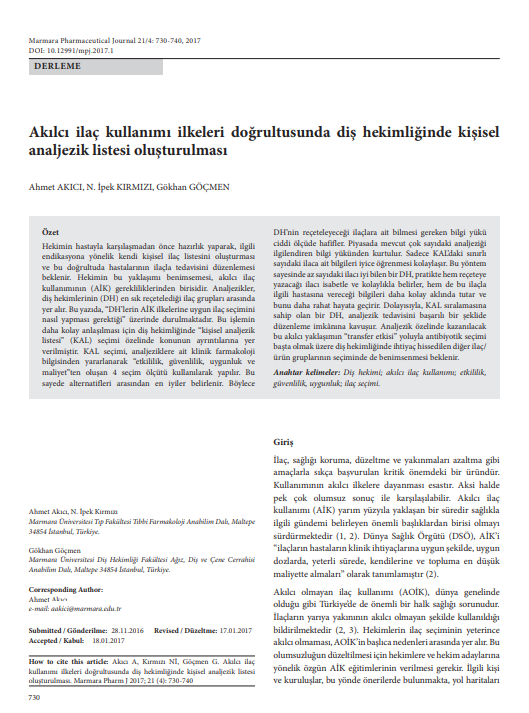 Marmara Pharmaceutical Journal 21/4: 730-740, 2017
DOI: 10.12991/mpj.2017.1
DERLEME
Akılcı ilaç kullanımı ilkeleri doğrultusunda diş hekimliğinde kişisel
analjezik listesi oluşturulması
Ahmet AKICI, N. İpek KIRMIZI, Gökhan GÖÇMEN
Özet
Hekimin hastayla karşılaşmadan önce hazırlık yaparak, ilgili
endikasyona yönelik kendi kişisel ilaç listesini oluşturması
ve bu doğrultuda hastalarının ilaçla tedavisini düzenlemesi
beklenir. Hekimin bu yaklaşımı benimsemesi, akılcı ilaç
kullanımının (AİK) gerekliliklerinden birisidir. Analjezikler,
diş hekimlerinin (DH) en sık reçetelediği ilaç grupları arasında
yer alır. Bu yazıda, “DH’lerin AİK ilkelerine uygun ilaç seçimini
nasıl yapması gerektiği” üzerinde durulmaktadır. Bu işlemin
daha kolay anlaşılması için diş hekimliğinde “kişisel analjezik
listesi” (KAL) seçimi özelinde konunun ayrıntılarına yer
verilmiştir. KAL seçimi, analjeziklere ait klinik farmakoloji
bilgisinden yararlanarak “etkililik, güvenlilik, uygunluk ve
maliyet”ten oluşan 4 seçim ölçütü kullanılarak yapılır. Bu
sayede alternatifleri arasından en iyiler belirlenir. Böylece
DH’nin reçeteleyeceği ilaçlara ait bilmesi gereken bilgi yükü
ciddi ölçüde hafifler. Piyasada mevcut çok sayıdaki analjeziği
ilgilendiren bilgi yükünden kurtulur. Sadece KAL’daki sınırlı
sayıdaki ilaca ait bilgileri iyice öğrenmesi kolaylaşır. Bu yöntem
sayesinde az sayıdaki ilacı iyi bilen bir DH, pratikte hem reçete
yazacağı ilacı isabetle ve kolaylıkla belirler, hem de bu ilaçla
ilgili hastasına vereceği bilgileri daha kolay aklında tutar ve
bunu daha rahat hayata geçirir. Dolayısıyla, KAL sıralamasına
sahip olan bir DH, analjezik tedavisini başarılı bir şekilde
düzenleme imkânına kavuşur. Analjezik özelinde kazanılacak
bu akılcı yaklaşımın “transfer etkisi” yoluyla antibiyotik seçimi
başta olmak üzere diş hekimliğinde ihtiyaç hissedilen diğer ilaç/
ürün gruplarının seçiminde de benimsenmesi beklenir.
Anahtar kelimeler: Diş hekimi; akılcı ilaç kullanımı; etkililik,
güvenlilik, uygunluk; ilaç seçimi.
Ahmet Akıcı, N. İpek Kırmızı
Marmara Üniversitesi Tıp Fakültesi Tıbbi Farmakoloji Anabilim Dalı, Maltepe
34854 İstanbul, Türkiye.
Gökhan Göçmen
Marmara Üniversitesi Diş Hekimliği Fakültesi Ağız, Diş ve Çene Cerrahisi
Anabilim Dalı, Maltepe 34854 İstanbul, Türkiye.
Corresponding Author:
Ahmet Akıcı
e-mail: aakici@marmara.edu.tr
Submitted / Gönderilme: 28.11.2016 Revised / Düzeltme: 17.01.2017
Accepted / Kabul: 18.01.2017
How to cite this article: Akıcı A, Kırmızı Nİ, Göçmen G. Akılcı ilaç
kullanımı ilkeleri doğrultusunda diş hekimliğinde kişisel analjezik listesi
oluşturulması. Marmara Pharm J 2017; 21 (4): 730-740
730
Giriş
İlaç, sağlığı koruma, düzeltme ve yakınmaları azaltma gibi
amaçlarla sıkça başvurulan kritik önemdeki bir üründür.
Kullanımının akılcı ilkelere dayanması esastır. Aksi halde
pek çok olumsuz sonuç ile karşılaşılabilir. Akılcı ilaç
kullanımı (AİK) yarım yüzyıla yaklaşan bir süredir sağlıkla
ilgili gündemi belirleyen önemli başlıklardan birisi olmayı
sürdürmektedir (1, 2). Dünya Sağlık Örgütü (DSÖ), AİK’i
“ilaçların hastaların klinik ihtiyaçlarına uygun şekilde, uygun
dozlarda, yeterli sürede, kendilerine ve topluma en düşük
maliyette almaları” olarak tanımlamıştır (2).
Akılcı olmayan ilaç kullanımı (AOİK), dünya genelinde
olduğu gibi Türkiye’de de önemli bir halk sağlığı sorunudur.
İlaçların yarıya yakınının akılcı olmayan şekilde kullanıldığı
bildirilmektedir (2, 3). Hekimlerin ilaç seçiminin yeterince
akılcı olmaması, AOİK’in başlıca nedenleri arasında yer alır. Bu
olumsuzluğun düzeltilmesi için hekimlere ve hekim adaylarına
yönelik özgün AİK eğitimlerinin verilmesi gerekir. İlgili kişi
ve kuruluşlar, bu yönde önerilerde bulunmakta, yol haritaları